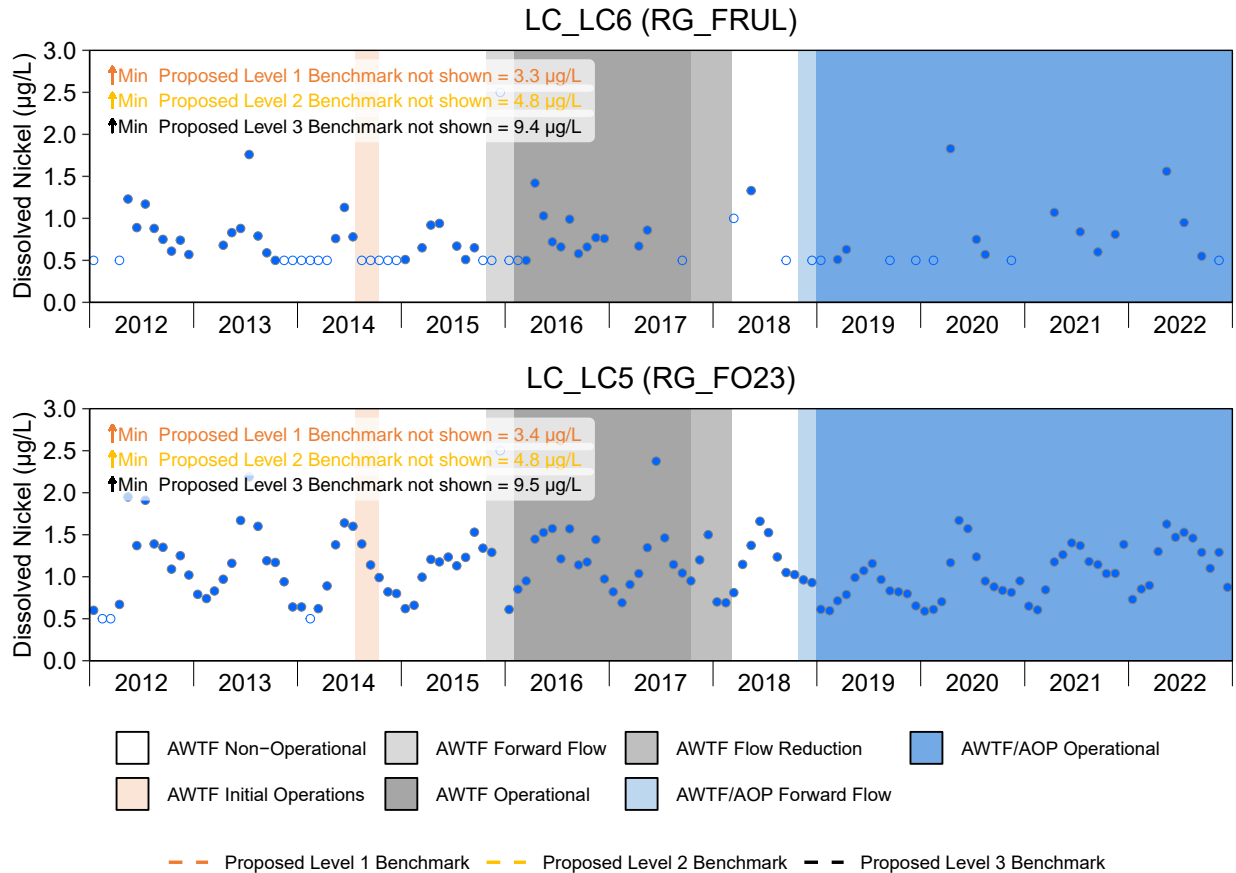 LC_LC6 (RG_FRUL)
Dissolved Nickel (µg/L)
3.0
2.5
2.0
1.5
1.0
0.5
0.0
Min Proposed Level 1 Benchmark not shown = 3.3 µg/L
Min Proposed Level 2 Benchmark not shown = 4.8 µg/L
Min Proposed Level 3 Benchmark not shown = 9.4 µg/L
2012 2013 2014 2015 2016 2017 2018 2019 2020 2021 2022
LC_LC5 (RG_FO23)
Dissolved Nickel (µg/L)
3.0
2.5
2.0
1.5
1.0
0.5
0.0
Min Proposed Level 1 Benchmark not shown = 3.4 µg/L
Min Proposed Level 2 Benchmark not shown = 4.8 µg/L
Min Proposed Level 3 Benchmark not shown = 9.5 µg/L
2012 2013 2014 2015 2016 2017 2018 2019 2020 2021 2022
AWTF Non−Operational AWTF Forward Flow AWTF Flow Reduction AWTF/AOP Operational
AWTF Initial Operations AWTF Operational AWTF/AOP Forward Flow
Proposed Level 1 Benchmark Proposed Level 2 Benchmark Proposed Level 3 Benchmark